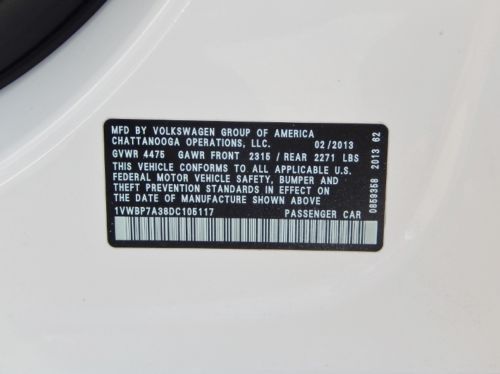 MFD BY VOLKSWAGEN GROUP OF AMERICA
CHATTANOOGA OPERATIONS, LLC. 02/2013
GVWR 4475 GAWR FRONT 2315 / REAR 2271 LBS
THIS VEHICLE CONFORMS TO ALL APPLICABLE U.S.
FEDERAL MOTOR VEHICLE SAFETY, BUMPER AND
THEFT PREVENTION STANDARDS IN EFFECT ON
THE DATE OF MANUFACTURE SHOWN ABOVE
1VWBP7A38DC105117 PASSENGER CAR
0859358 2013 62